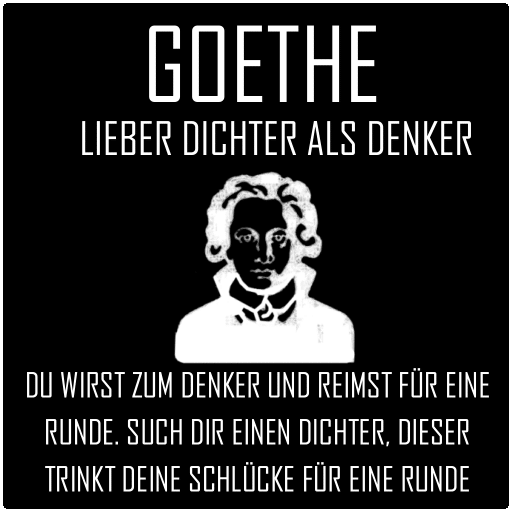 GOETHE
LIEBER DICHTER ALS DENKER
DU WIRST ZUM DENKER UND REIMST FÜR EINE
RUNDE. SUCH DIR EINEN DICHTER, DIESER
TRINKT DEINE SCHLÜCKE FÜR EINE RUNDE